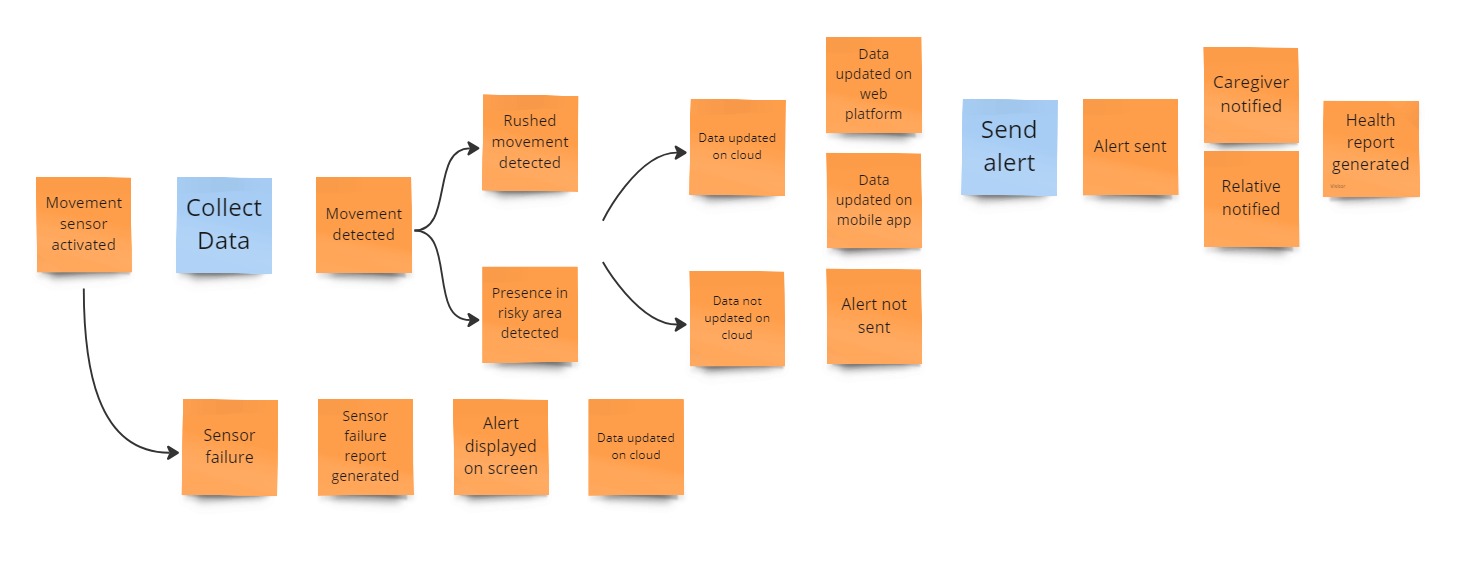 Movement
sensor
activated
Collect
Data
Movement
detected
Rushed
movement
detected
Presence in
risky area
detected
Data updated
on cloud
Data not
updated on
cloud
Data
updated on
web
platform
Data
updated on
mobile app
Alert not
sent
Send
alert
Alert sent
Caregiver
notified
Relative
notified
Health
report
generated
Sensor
failure
Sensor
failure
report
generated
Alert
displayed
on screen
Data updated
on cloud